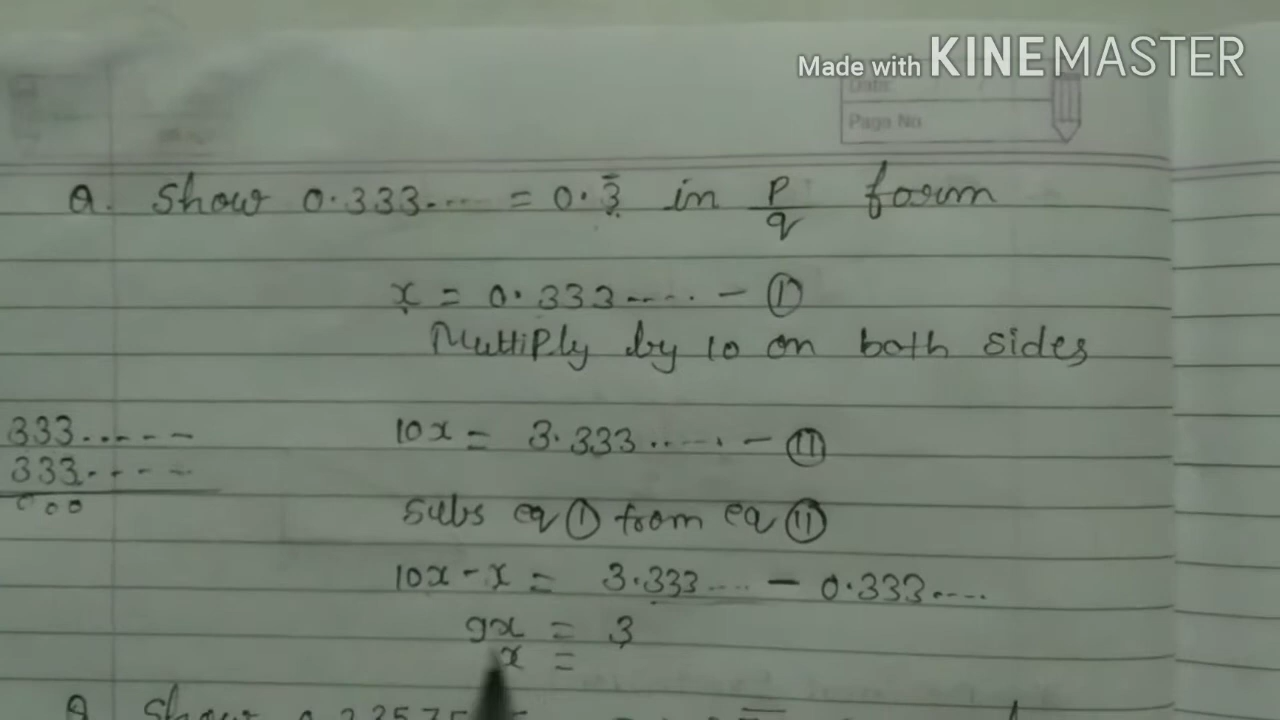 Made with KINEMASTER
Date
Page No
Q. Show 0.333.... = 0.3̅ in p/q form
x = 0.333..... - (I)
Multiply by 10 on both sides
333..... - -
10x = 3.333...... - (II)
333.. - - -
000
Subs eq (I) from eq (II)
10x - x = 3.333.... - 0.333....
9x = 3
x =
Q Show